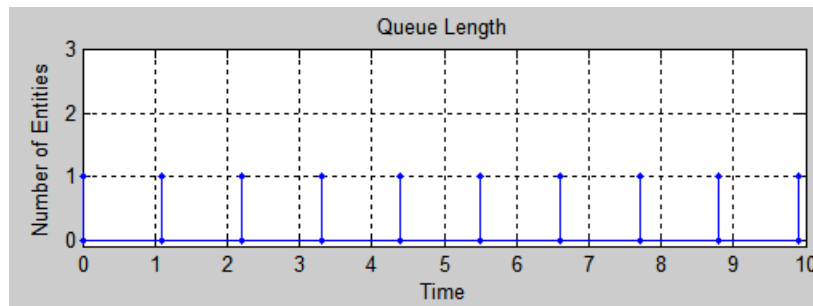 Queue Length
Number of Entities
3
2
1
0
0 1 2 3 4 5 6 7 8 9 10
Time